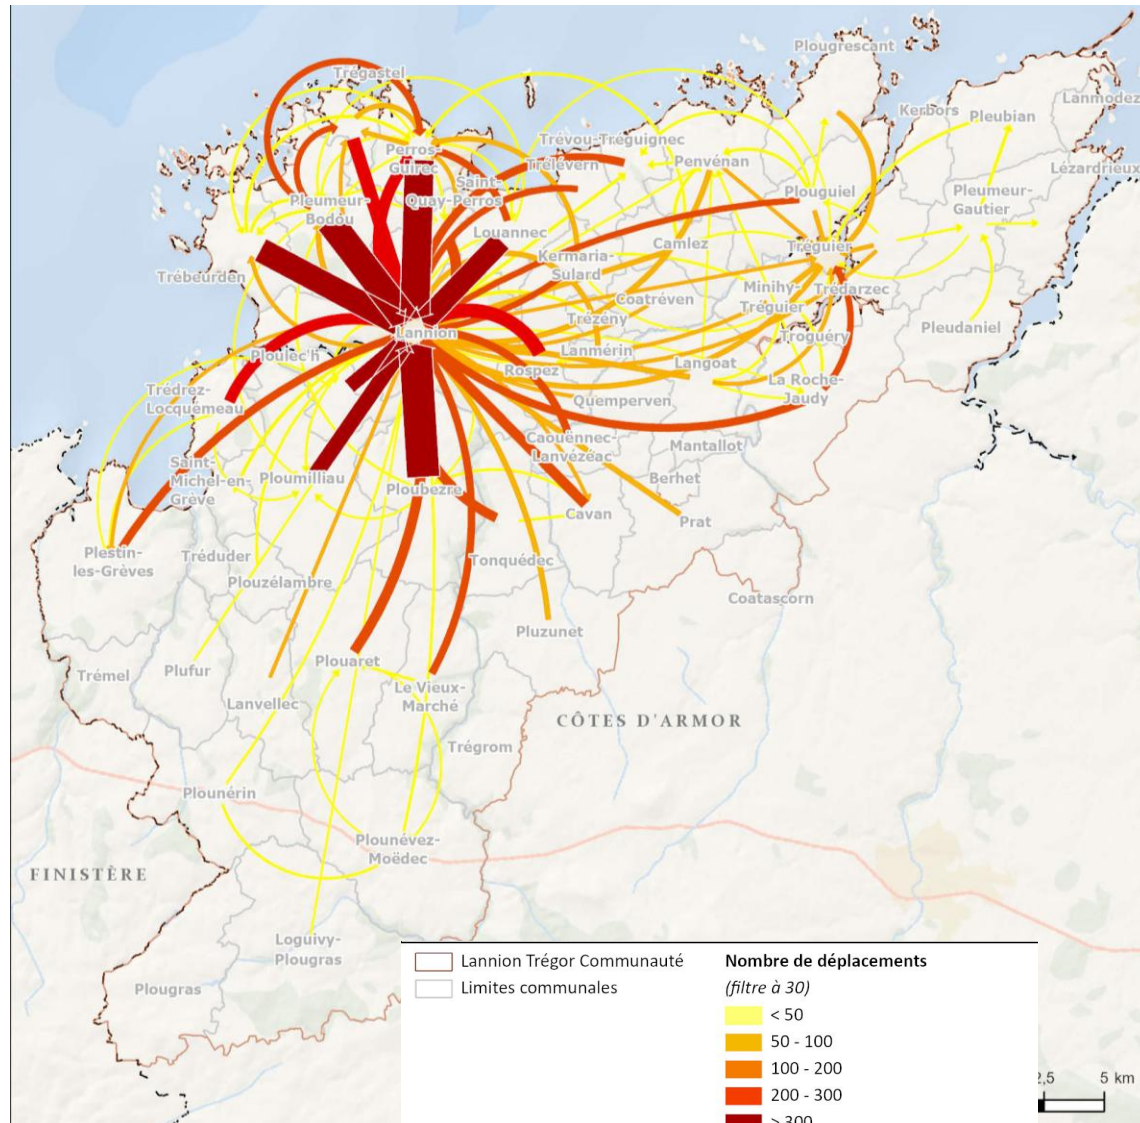 Plougrescant
Trégastel
Kerbors
Pleubian
Lanmodez
Trévou-Tréguignec
Perros-
Guirec
Trélévern
Penvénan
Lézardrieux
Saint-
Quay-Perros
Plouguiel
Pleumeur-
Gautier
Pleumeur-
Bodou
Louannec
Camlez
Tréguier
Kermaria-
Sulard
Trébeurden
Minihy-
Tréguier
Trédarzec
Coatréven
Trézény
Lannion
Pleudaniel
Troguéry
Ploulec'h
Lanmérin
Langoat
Rospez
Trédrez-
Locquémeau
La Roche-
Jaudy
Quemperven
Caouënnec-
Lanvézéac
Mantallot
Saint-
Michel-en-
Grève
Ploumilliau
Ploubezre
Berhet
Cavan
Prat
Plestin-
les-Grèves
Tréduder
Tonquédec
Plouzélambre
Coatascorn
Pluzunet
Trémel
Plufur
Plouaret
Le Vieux-
Marché
Lanvellec
CÔTES D'ARMOR
Trégrom
Plounérin
Plounévez-
Moëdec
FINISTÈRE
Loguivy-
Plougras
Plougras
Lannion Trégor Communauté
Limites communales
Nombre de déplacements
(filtre à 30)
< 50
50 - 100
100 - 200
200 - 300
> 300
2,5 5 km